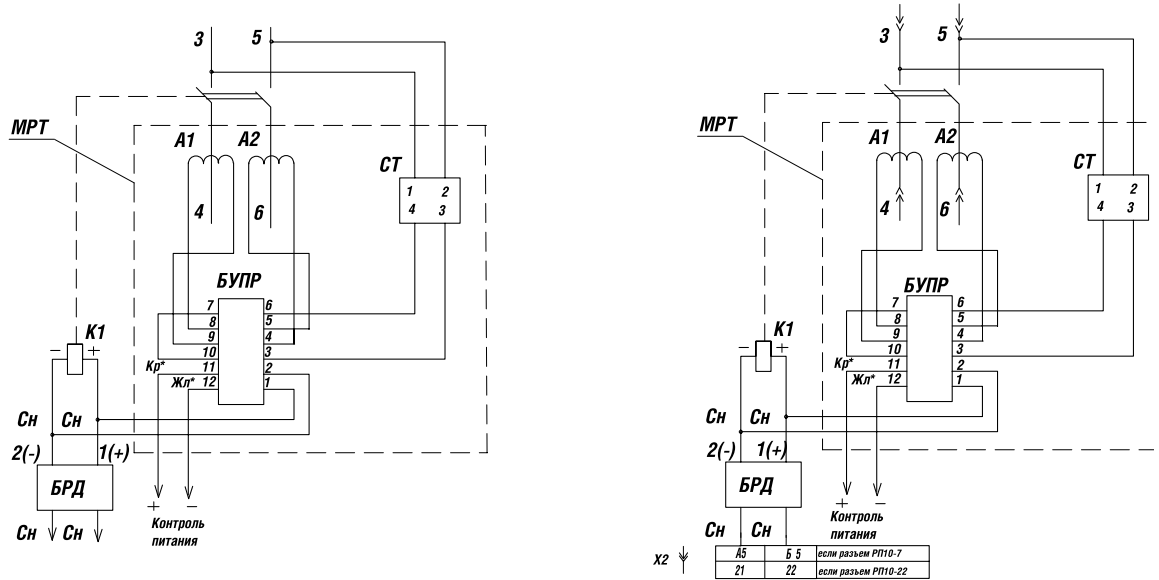 3 5
МРТ
А1 А2
СТ
1 2
4 3
4 6
БУПР
7 6
8 5
9 4
10 3
11 2
12 1
К1
− +
Кр*
Жл*
Сн Сн
2(-) 1(+)
БРД
Сн Сн
+ −
Контроль
питания
3 5
МРТ
А1 А2
СТ
1 2
4 3
4 6
БУПР
7 6
8 5
9 4
10 3
11 2
12 1
К1
− +
Кр*
Жл*
Сн Сн
2(-) 1(+)
БРД
Сн Сн
+ −
Контроль
питания
Х2
А5 Б 5 если разъем РП10-7
21 22 если разъем РП10-22